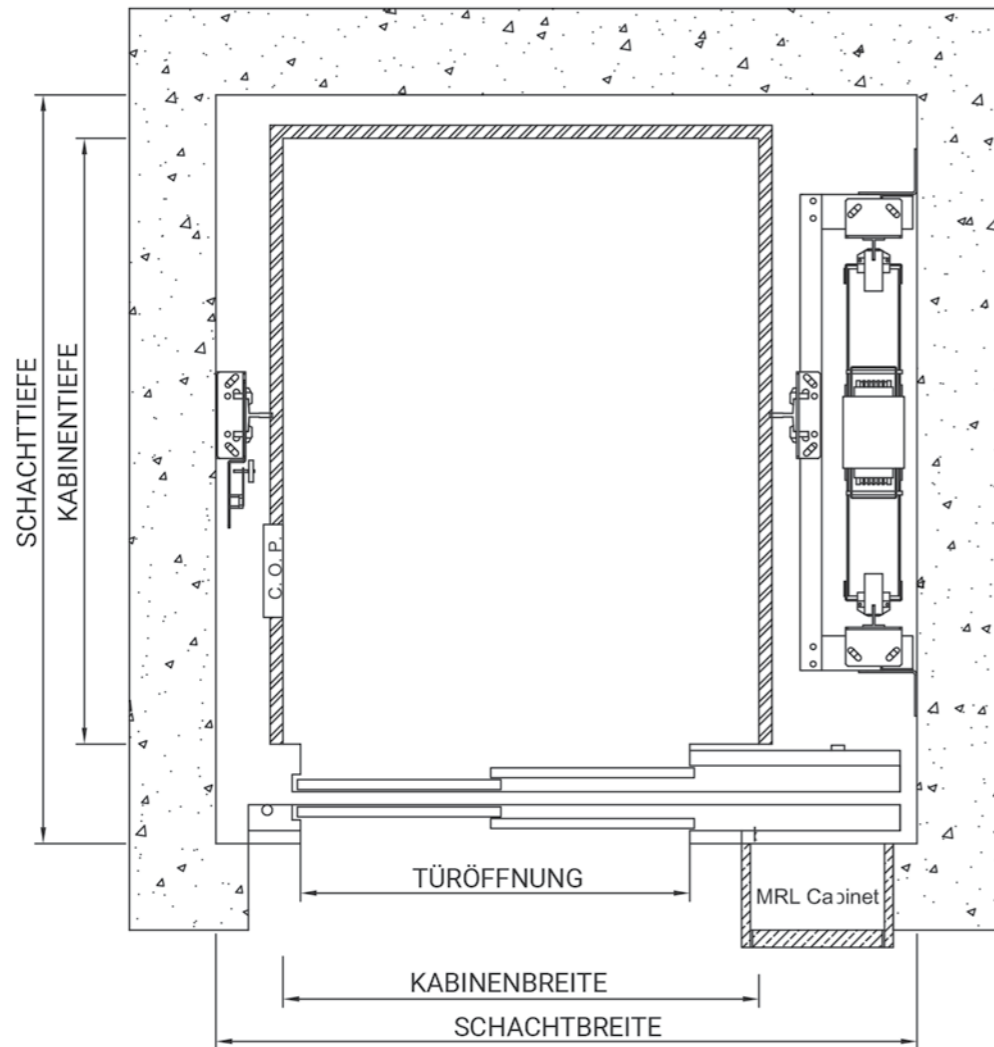 SCHACHTTIEFE
KABINENTIEFE
C.O.P.
TÜRÖFFNUNG
MRL Cabinet
KABINENBREITE
SCHACHTBREITE